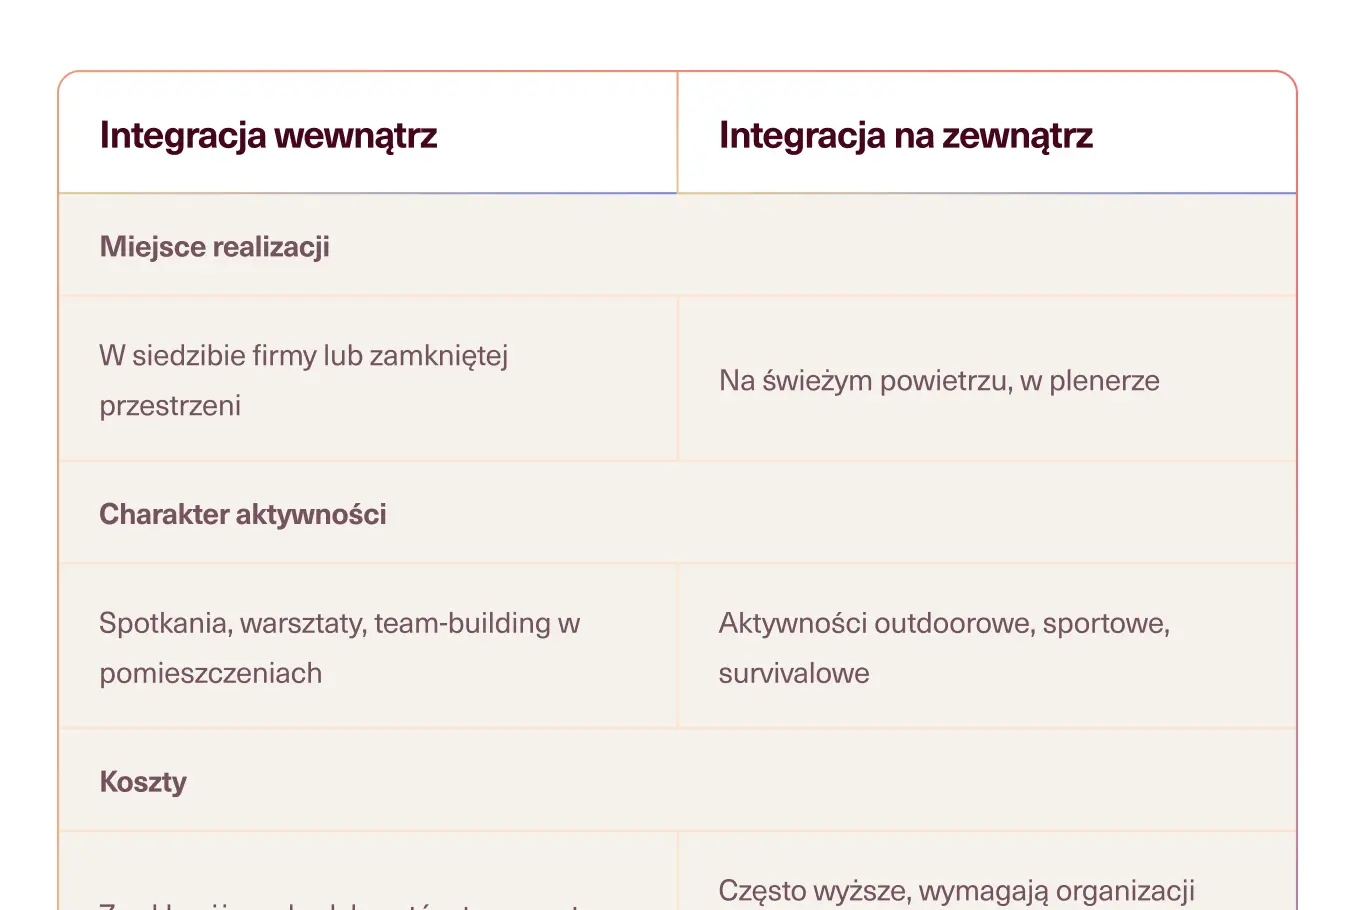 Integracja wewnątrz
Integracja na zewnątrz
Miejsce realizacji
W siedzibie firmy lub zamkniętej
przestrzeni
Na świeżym powietrzu, w plenerze
Charakter aktywności
Spotkania, warsztaty, team-building w
pomieszczeniach
Aktywności outdoorowe, sportowe,
survivalowe
Koszty
Często wyższe, wymagają organizacji